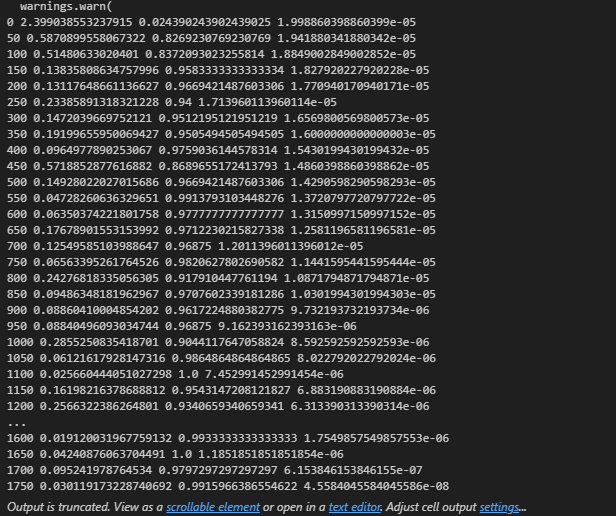 warnings.warn(
0 2.399038553237915 0.024390243902439025 1.998860398860399e-05
50 0.5870899558067322 0.8269230769230769 1.941880341880342e-05
100 0.51480633020401 0.8372093023255814 1.8849002849002852e-05
150 0.13835808634757996 0.9583333333333334 1.827920227920228e-05
200 0.13117648661136627 0.9669421487603306 1.770940170940171e-05
250 0.23385891318321228 0.94 1.713960113960114e-05
300 0.1472039669752121 0.9512195121951219 1.6569800569800573e-05
350 0.19199655950069427 0.9504950495049505 1.6000000000000003e-05
400 0.0964977890253067 0.9759036144578314 1.5430199430199432e-05
450 0.5718852877616882 0.8689655172413793 1.4860398860398862e-05
500 0.14928022027015686 0.9669421487603306 1.4290598290598293e-05
550 0.04728260636329651 0.9913793103448276 1.3720797720797722e-05
600 0.06350374221801758 0.9777777777777777 1.3150997150997152e-05
650 0.17678901553153992 0.9712230215827338 1.2581196581196581e-05
700 0.12549585103988647 0.96875 1.2011396011396012e-05
750 0.06563395261764526 0.9820627802690582 1.1441595441595444e-05
800 0.24276818335056305 0.917910447761194 1.0871794871794871e-05
850 0.09486348181962967 0.9707602339181286 1.0301994301994303e-05
900 0.08860410004854202 0.9617224880382775 9.732193732193734e-06
950 0.08840496093034744 0.96875 9.162393162393163e-06
1000 0.2855250835418701 0.9044117647058824 8.592592592592593e-06
1050 0.06121617928147316 0.9864864864864865 8.022792022792024e-06
1100 0.025660444051027298 1.0 7.452991452991454e-06
1150 0.16198216378688812 0.9543147208121827 6.883190883190884e-06
1200 0.2566322386264801 0.9340659340659341 6.313390313390314e-06
...
1600 0.019120031967759132 0.9933333333333333 1.7549857549857553e-06
1650 0.04240876063704491 1.0 1.1851851851851854e-06
1700 0.095241978764534 0.9797297297297297 6.153846153846155e-07
1750 0.030119173228740692 0.9915966386554622 4.5584045584045586e-08
Output is truncated. View as a scrollable element or open in a text editor. Adjust cell output settings...